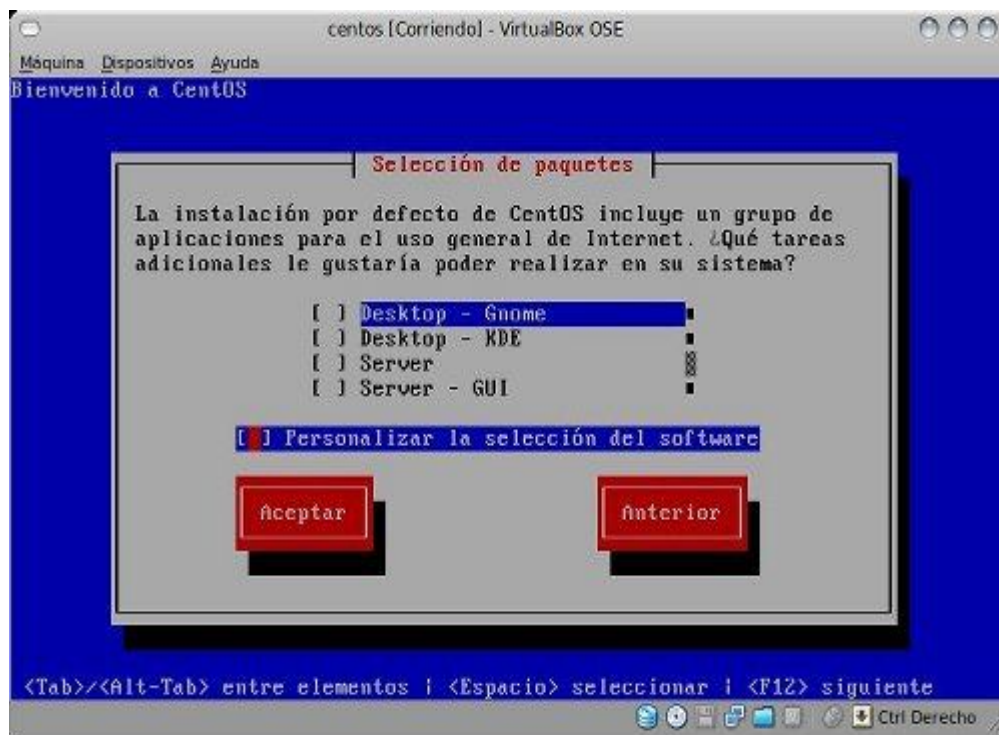 centos [Corriendo] - VirtualBox OSE
Máquina Dispositivos Ayuda
Bienvenido a CentOS
Selección de paquetes
La instalación por defecto de CentOS incluye un grupo de
aplicaciones para el uso general de Internet. ¿Qué tareas
adicionales le gustaría poder realizar en su sistema?
[ ] Desktop - Gnome
[ ] Desktop - KDE
[ ] Server
[ ] Server - GUI
[ ] Personalizar la selección del software
Aceptar Anterior
<Tab>/<Alt-Tab> entre elementos | <Espacio> seleccionar | <F12> siguiente
Ctrl Derecho